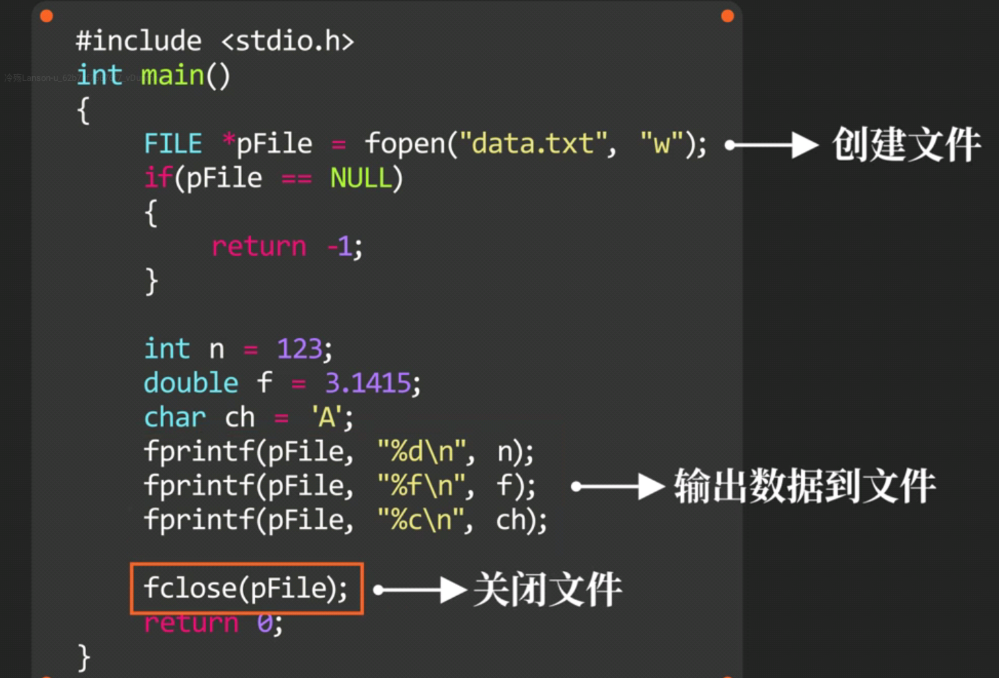 #include <stdio.h>
int main()
{
FILE *pFile = fopen("data.txt", "w"); 创建文件
if(pFile == NULL)
{
return -1;
}
int n = 123;
double f = 3.1415;
char ch = 'A';
fprintf(pFile, "%d\n", n);
fprintf(pFile, "%f\n", f); 输出数据到文件
fprintf(pFile, "%c\n", ch);
fclose(pFile); 关闭文件
return 0;
}